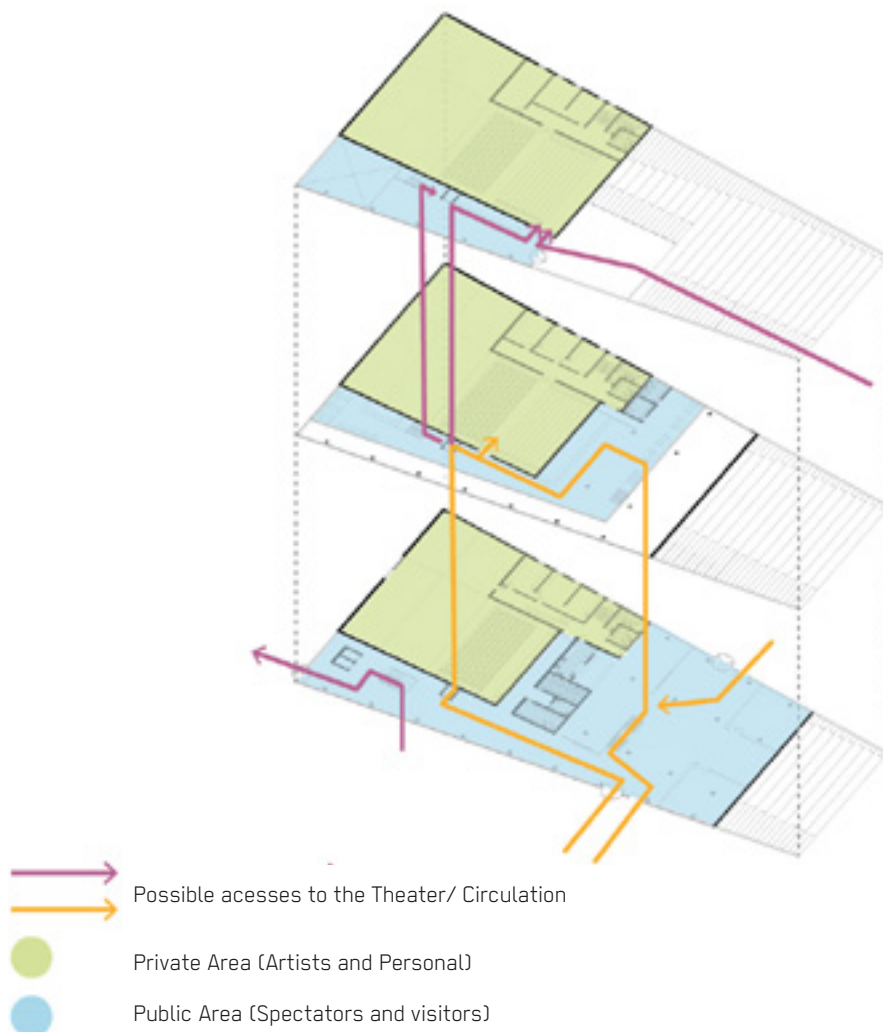 Possible acesses to the Theater/ Circulation
Private Area (Artists and Personal)
Public Area (Spectators and visitors)